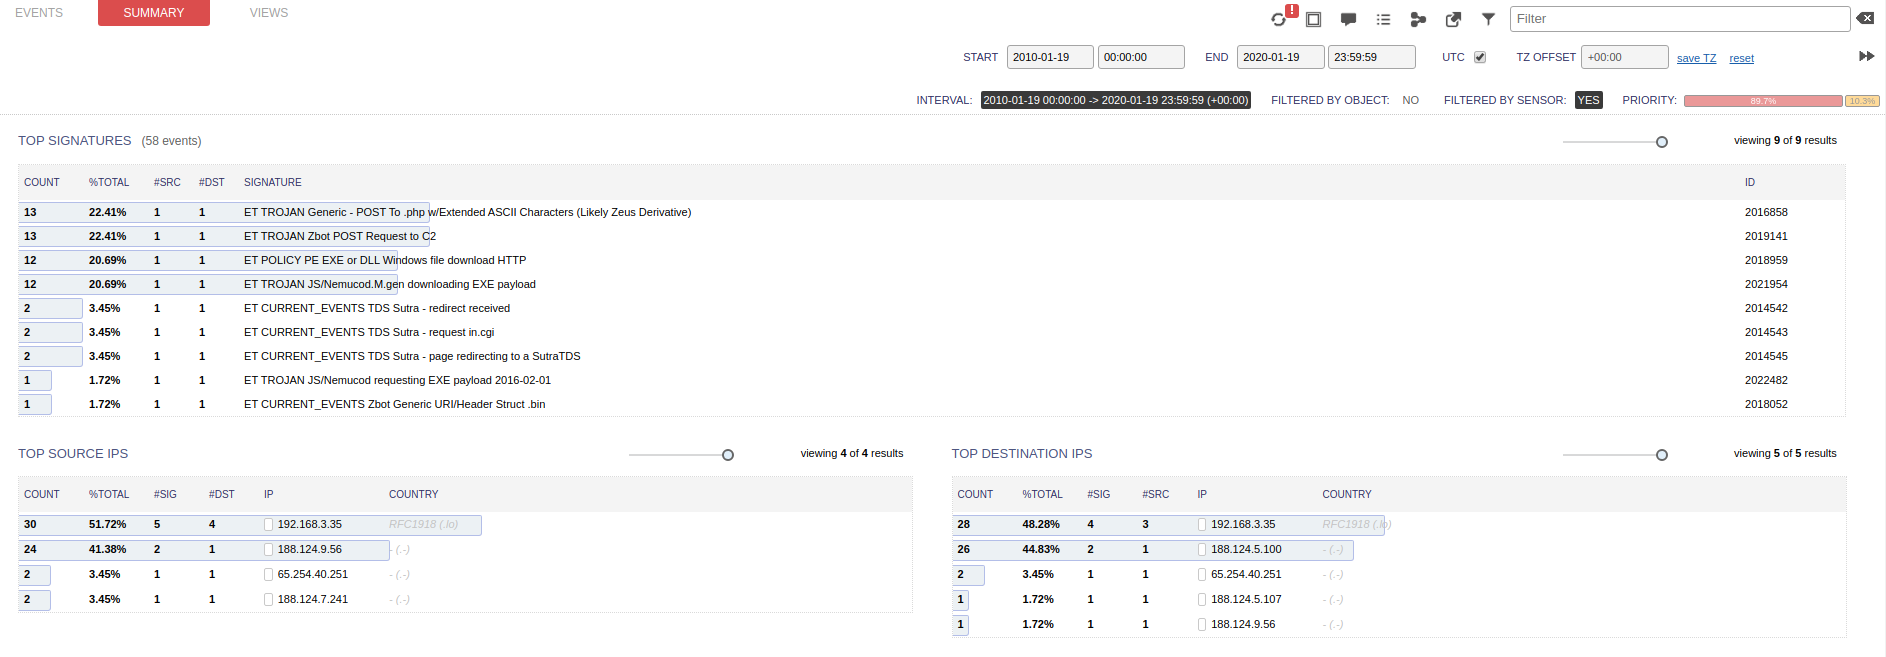 EVENTS SUMMARY VIEWS
! Filter
START 2010-01-19 00:00:00 END 2020-01-19 23:59:59 UTC TZ OFFSET +00:00 save TZ reset
INTERVAL: 2010-01-19 00:00:00 -> 2020-01-19 23:59:59 (+00:00) FILTERED BY OBJECT: NO FILTERED BY SENSOR: YES PRIORITY: 89.7% 10.3%
TOP SIGNATURES (58 events) viewing 9 of 9 results
COUNT %TOTAL #SRC #DST SIGNATURE ID
13 22.41% 1 1 ET TROJAN Generic - POST To .php w/Extended ASCII Characters (Likely Zeus Derivative) 2016858
13 22.41% 1 1 ET TROJAN Zbot POST Request to C2 2019141
12 20.69% 1 1 ET POLICY PE EXE or DLL Windows file download HTTP 2018959
12 20.69% 1 1 ET TROJAN JS/Nemucod.M.gen downloading EXE payload 2021954
2 3.45% 1 1 ET CURRENT_EVENTS TDS Sutra - redirect received 2014542
2 3.45% 1 1 ET CURRENT_EVENTS TDS Sutra - request in.cgi 2014543
2 3.45% 1 1 ET CURRENT_EVENTS TDS Sutra - page redirecting to a SutraTDS 2014545
1 1.72% 1 1 ET TROJAN JS/Nemucod requesting EXE payload 2016-02-01 2022482
1 1.72% 1 1 ET CURRENT_EVENTS Zbot Generic URI/Header Struct .bin 2018052
TOP SOURCE IPS viewing 4 of 4 results
COUNT %TOTAL #SIG #DST IP COUNTRY
30 51.72% 5 4 192.168.3.35 RFC1918 (.lo)
24 41.38% 2 1 188.124.9.56 - (.-)
2 3.45% 1 1 65.254.40.251 - (.-)
2 3.45% 1 1 188.124.7.241 - (.-)
TOP DESTINATION IPS viewing 5 of 5 results
COUNT %TOTAL #SIG #SRC IP COUNTRY
28 48.28% 4 3 192.168.3.35 RFC1918 (.lo)
26 44.83% 2 1 188.124.5.100 - (.-)
2 3.45% 1 1 65.254.40.251 - (.-)
1 1.72% 1 1 188.124.5.107 - (.-)
1 1.72% 1 1 188.124.9.56 - (.-)